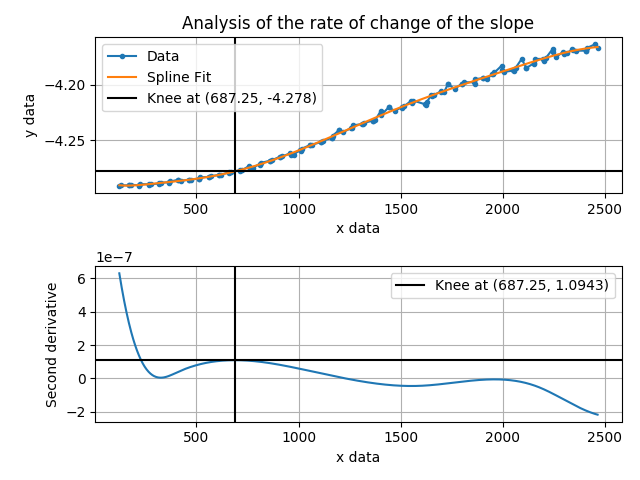 Analysis of the rate of change of the slope
Data
Spline Fit
Knee at (687.25, -4.278)
−4.20
−4.25
y data
500 1000 1500 2000 2500
x data
1e−7
Knee at (687.25, 1.0943)
6
4
2
0
−2
Second derivative
500 1000 1500 2000 2500
x data